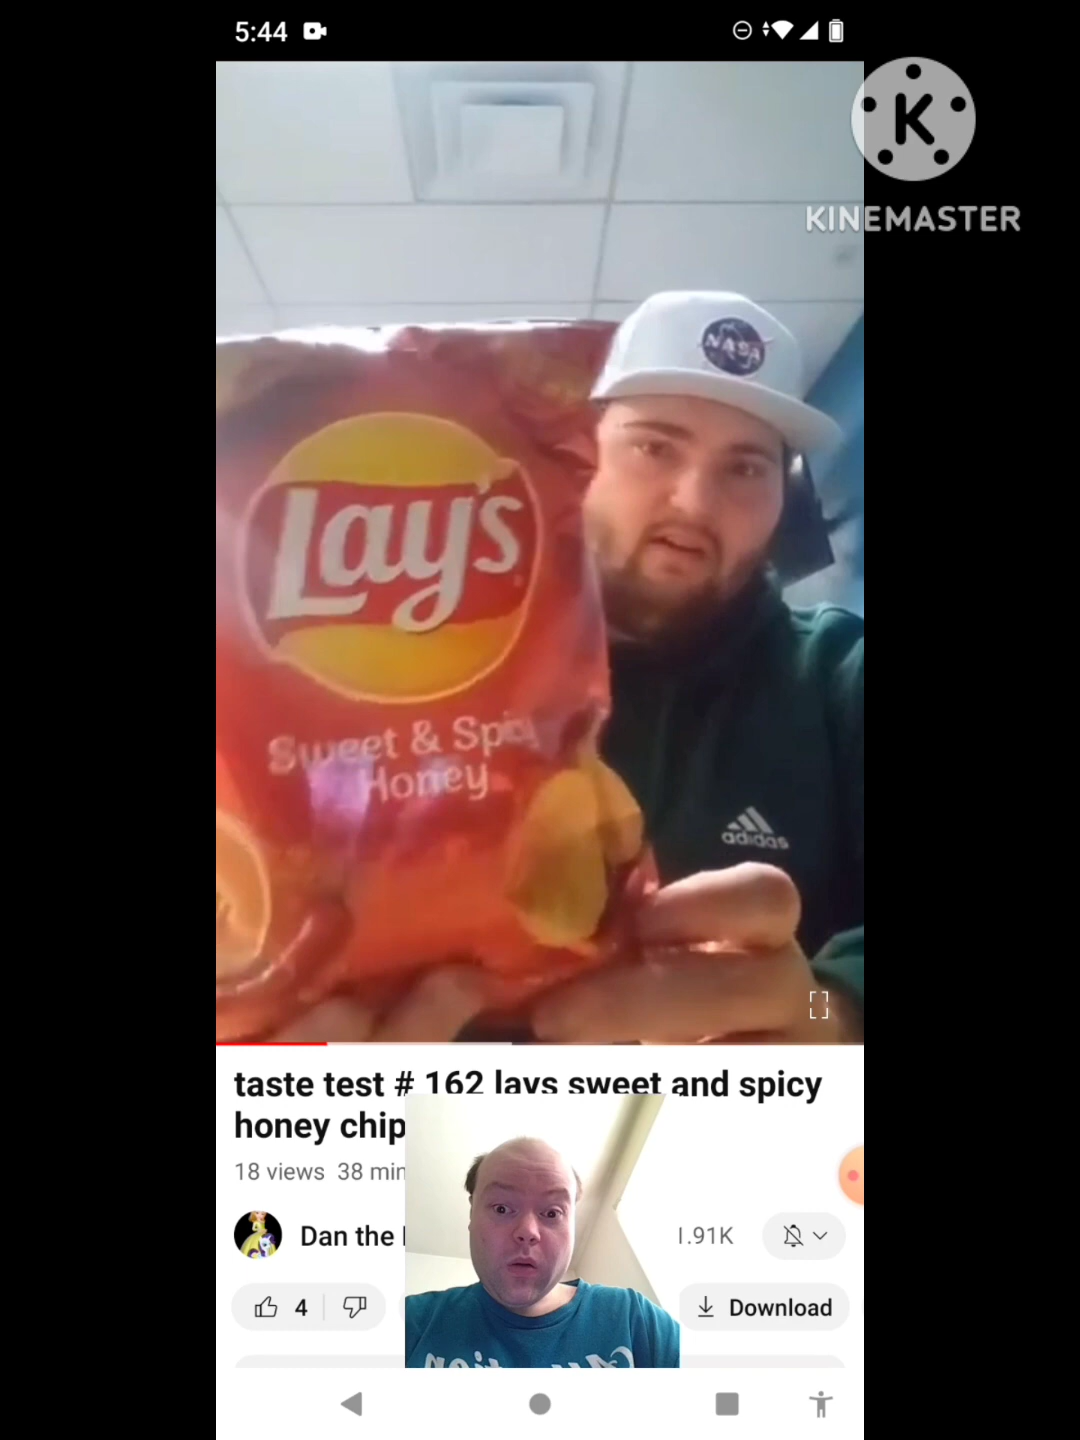 5:44
K
KINEMASTER
NASA
Lay's
Sweet & Spicy
Honey
adidas
taste test # 162 lays sweet and spicy
honey chip
18 views 38 min
Dan the
1.91K
4
Download